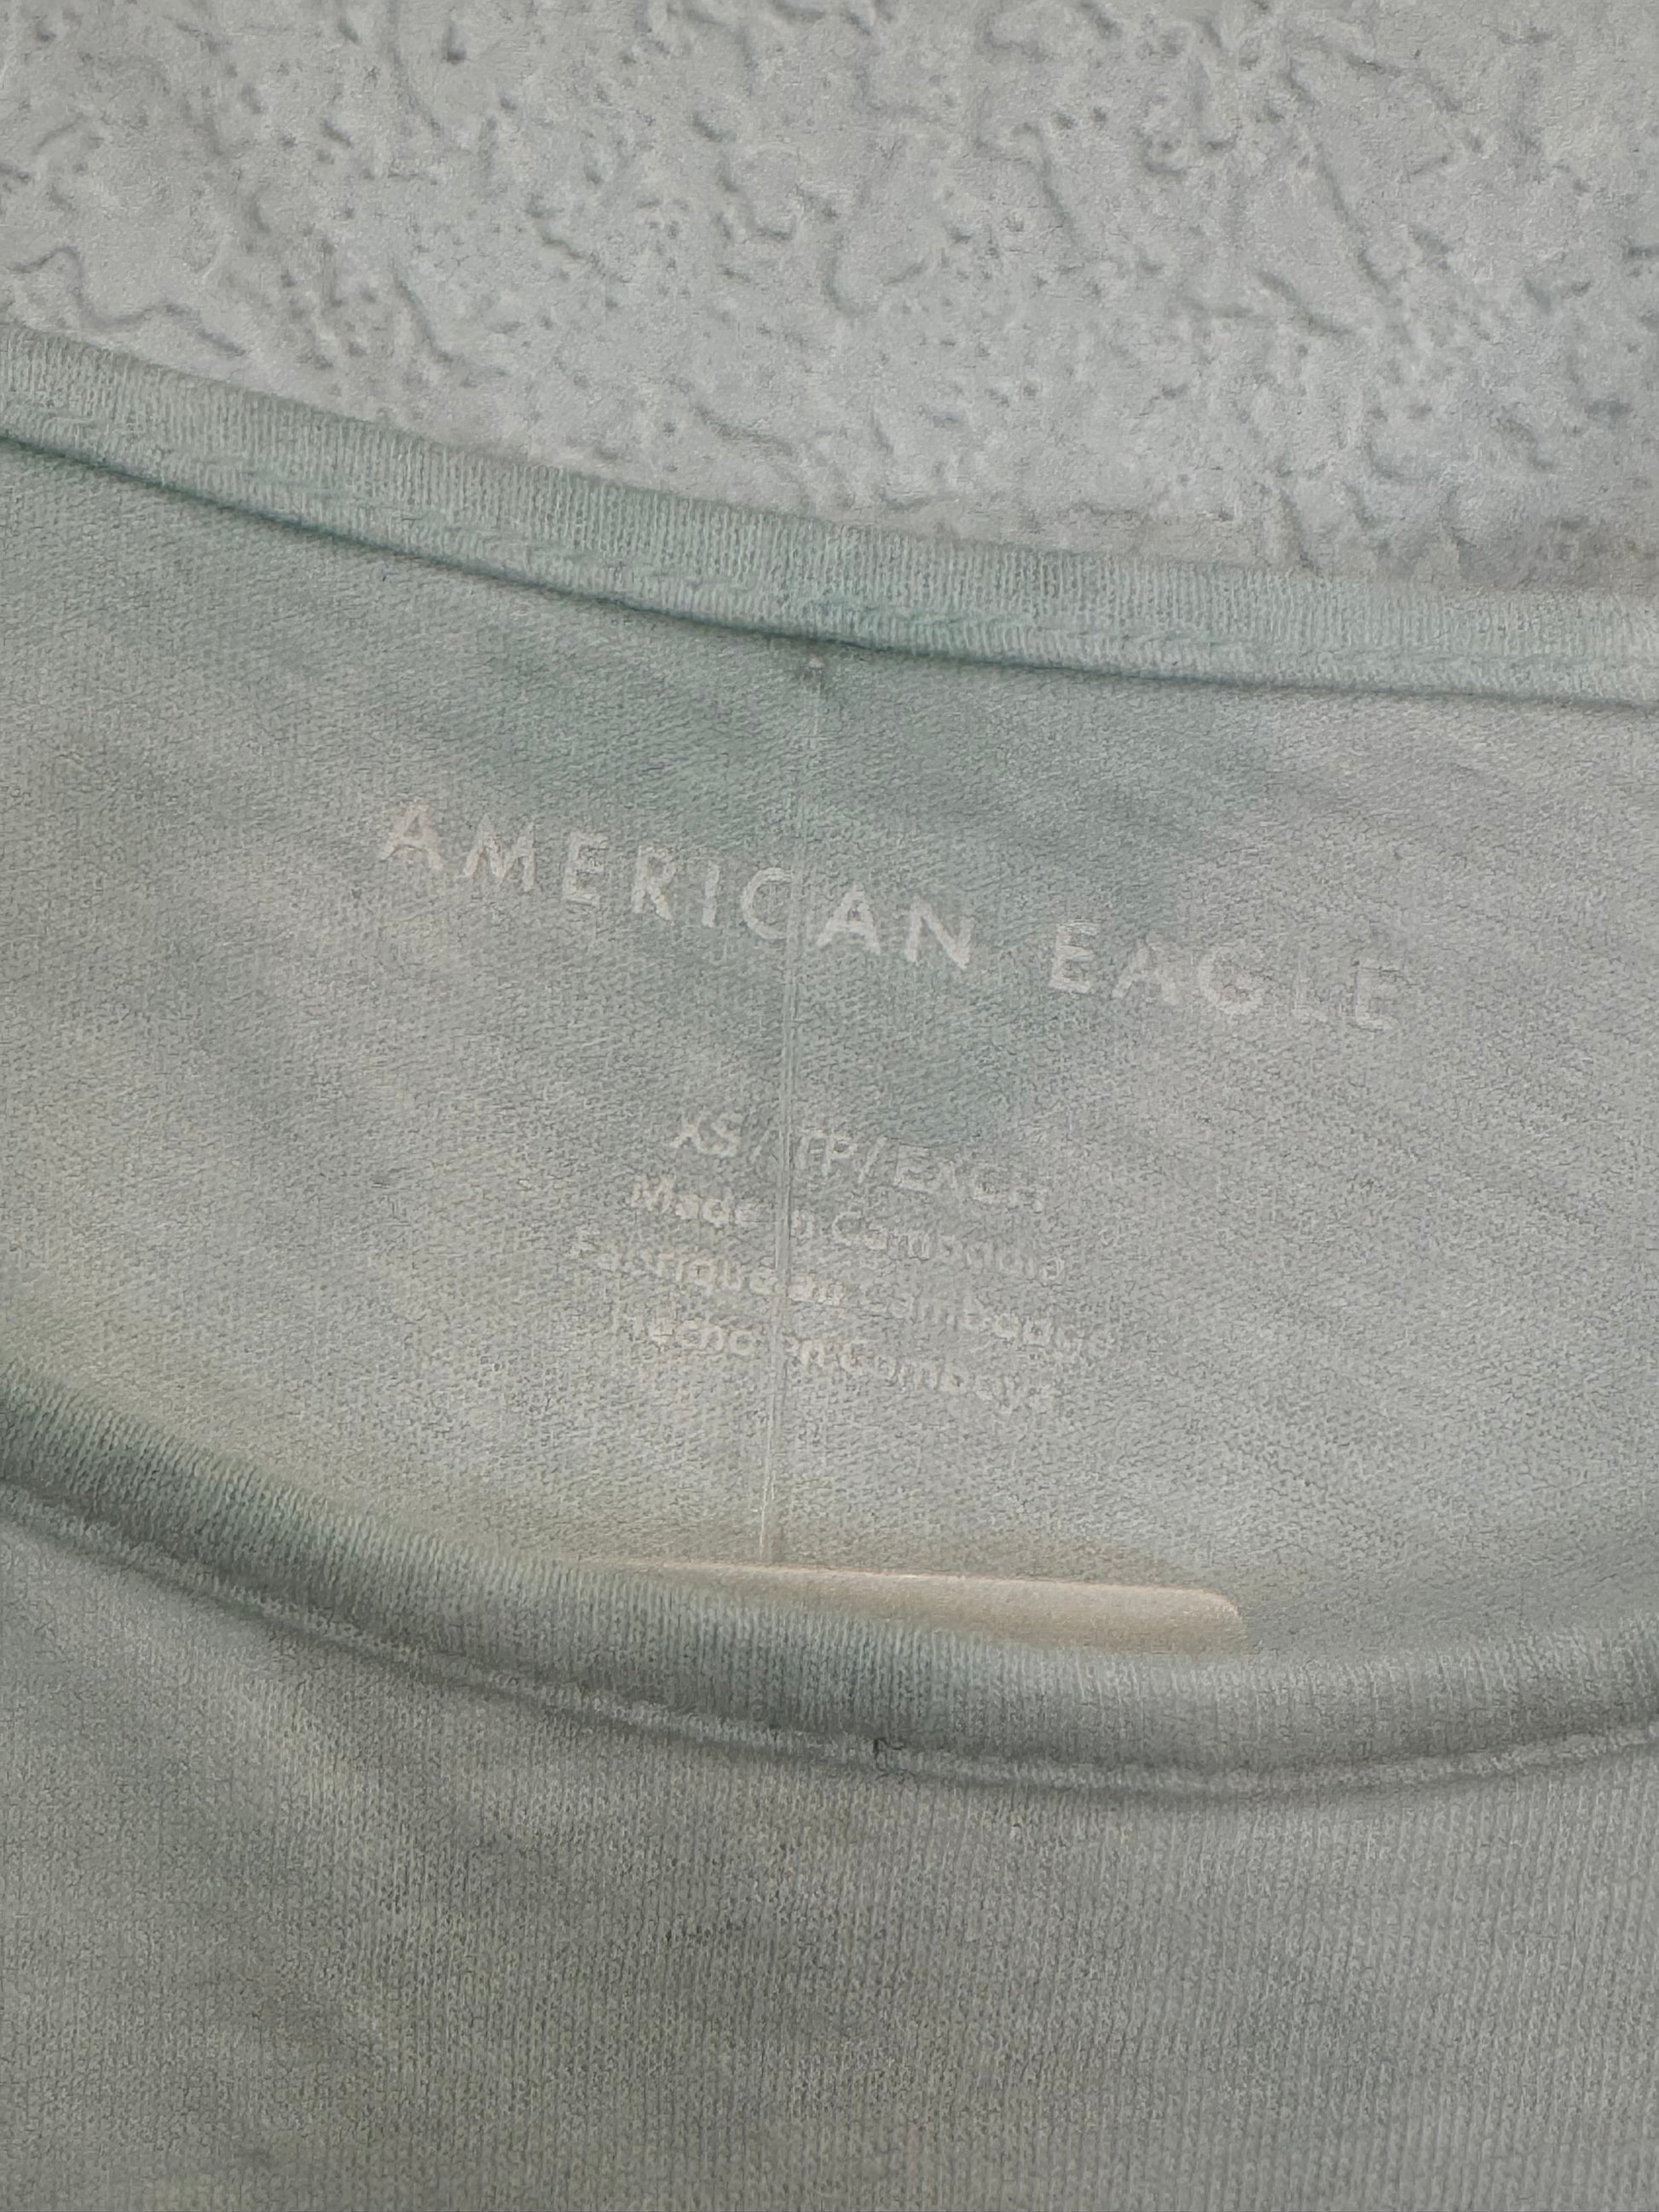 AMERICAN EAGLE
XS / TP / EXCH
Made in Cambodia
Fabriqué au Cambodge
Hecho en Camboya